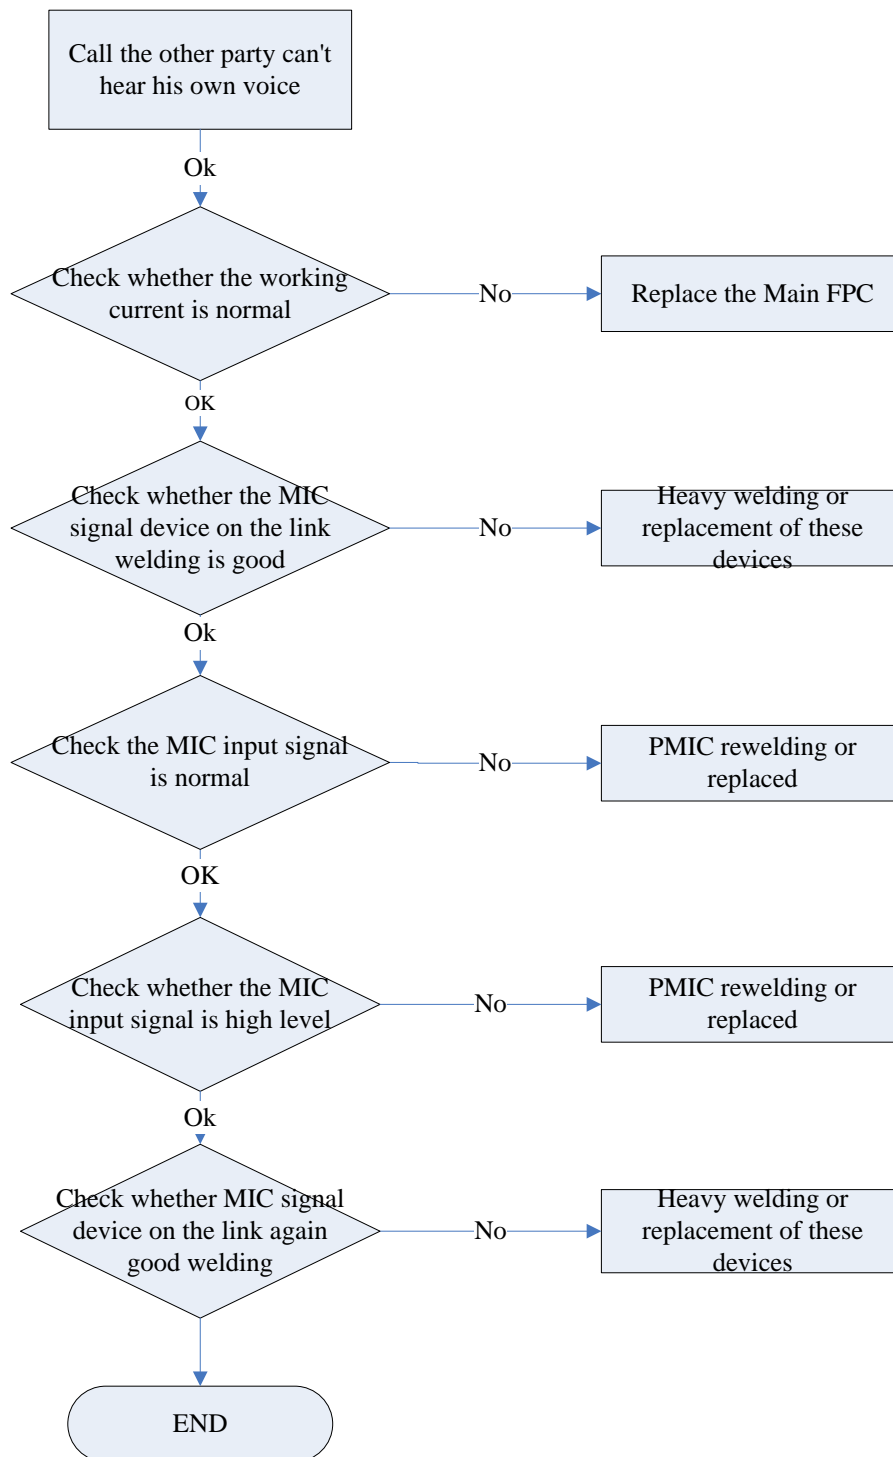 Call the other party can't
hear his own voice
Ok
Check whether the working
current is normal
No
Replace the Main FPC
OK
Check whether the MIC
signal device on the link
welding is good
No
Heavy welding or
replacement of these
devices
Ok
Check the MIC input signal
is normal
No
PMIC rewelding or
replaced
OK
Check whether the MIC
input signal is high level
No
PMIC rewelding or
replaced
Ok
Check whether MIC signal
device on the link again
good welding
No
Heavy welding or
replacement of these
devices
END